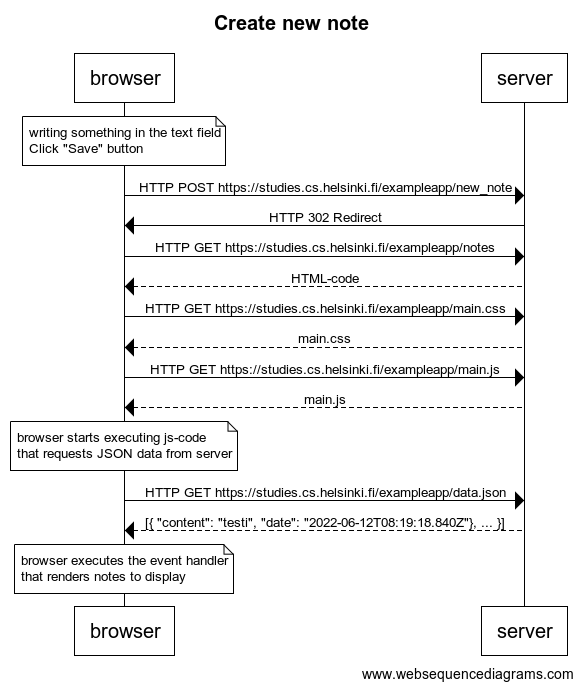 Create new note
browser
server
writing something in the text field
Click "Save" button
HTTP POST https://studies.cs.helsinki.fi/exampleapp/new_note
HTTP 302 Redirect
HTTP GET https://studies.cs.helsinki.fi/exampleapp/notes
HTML-code
HTTP GET https://studies.cs.helsinki.fi/exampleapp/main.css
main.css
HTTP GET https://studies.cs.helsinki.fi/exampleapp/main.js
main.js
browser starts executing js-code
that requests JSON data from server
HTTP GET https://studies.cs.helsinki.fi/exampleapp/data.json
[{ "content": "testi", "date": "2022-06-12T08:19:18.840Z"}, ... }]
browser executes the event handler
that renders notes to display
browser
server
www.websequencediagrams.com